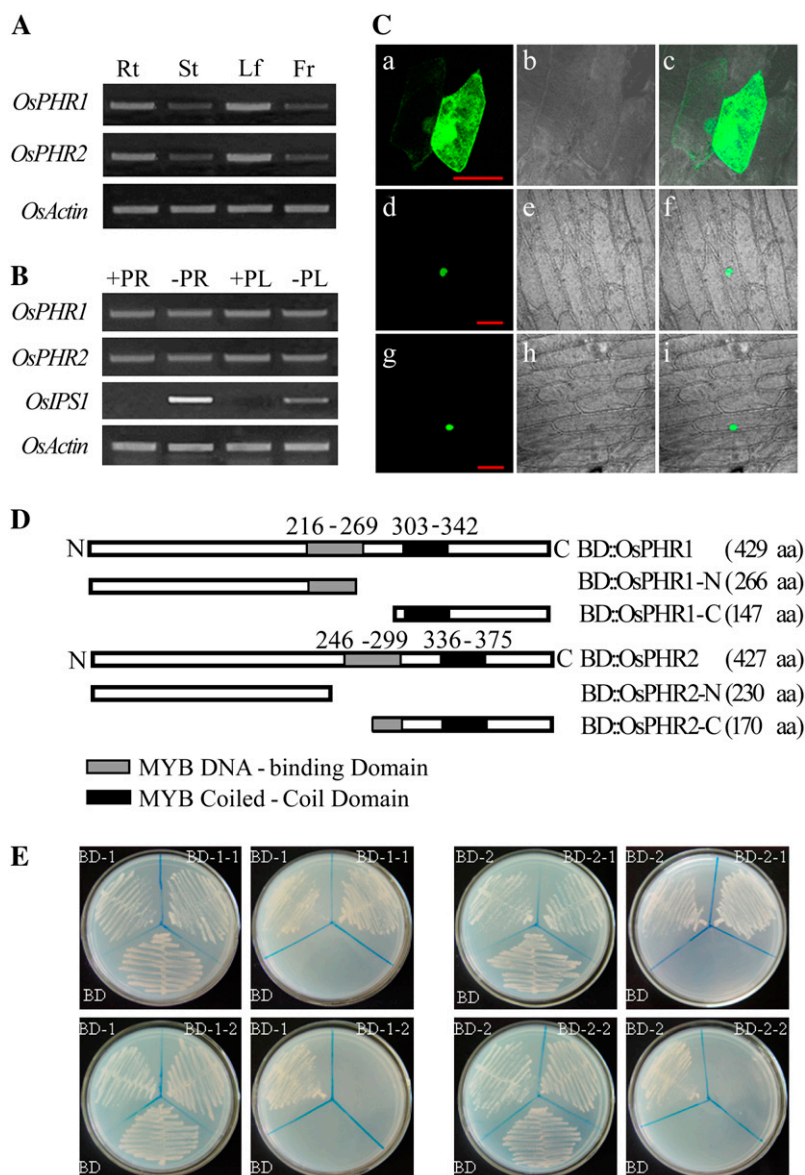 A
Rt St Lf Fr
OsPHR1
OsPHR2
OsActin
B
+PR -PR +PL -PL
OsPHR1
OsPHR2
OsIPS1
OsActin
C
a b c
d e f
g h i
D
216 -269 303-342
N C BD::OsPHR1 (429 aa)
BD::OsPHR1-N (266 aa)
BD::OsPHR1-C (147 aa)
246 -299 336-375
N C BD::OsPHR2 (427 aa)
BD::OsPHR2-N (230 aa)
BD::OsPHR2-C (170 aa)
MYB DNA - binding Domain
MYB Coiled - Coil Domain
E
BD-1 BD-1-1 BD-1 BD-1-1 BD-2 BD-2-1 BD-2 BD-2-1
BD BD BD BD
BD-1 BD-1-2 BD-1 BD-1-2 BD-2 BD-2-2 BD-2 BD-2-2
BD BD BD BD